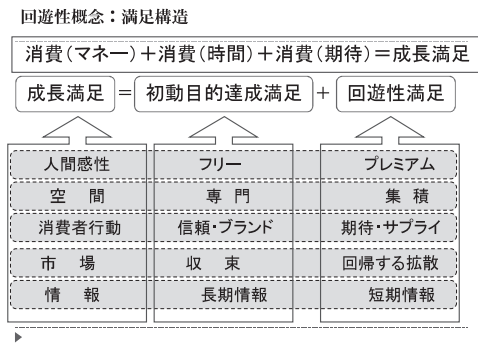 回遊性概念：満足構造
消費（マネー）＋消費（時間）＋消費（期待）＝成長満足
成長満足＝初動目的達成満足＋回遊性満足
人間感性 フリー プレミアム
空間 専門 集積
消費者行動 信頼・ブランド 期待・サプライ
市場 収束 回帰する拡散
情報 長期情報 短期情報